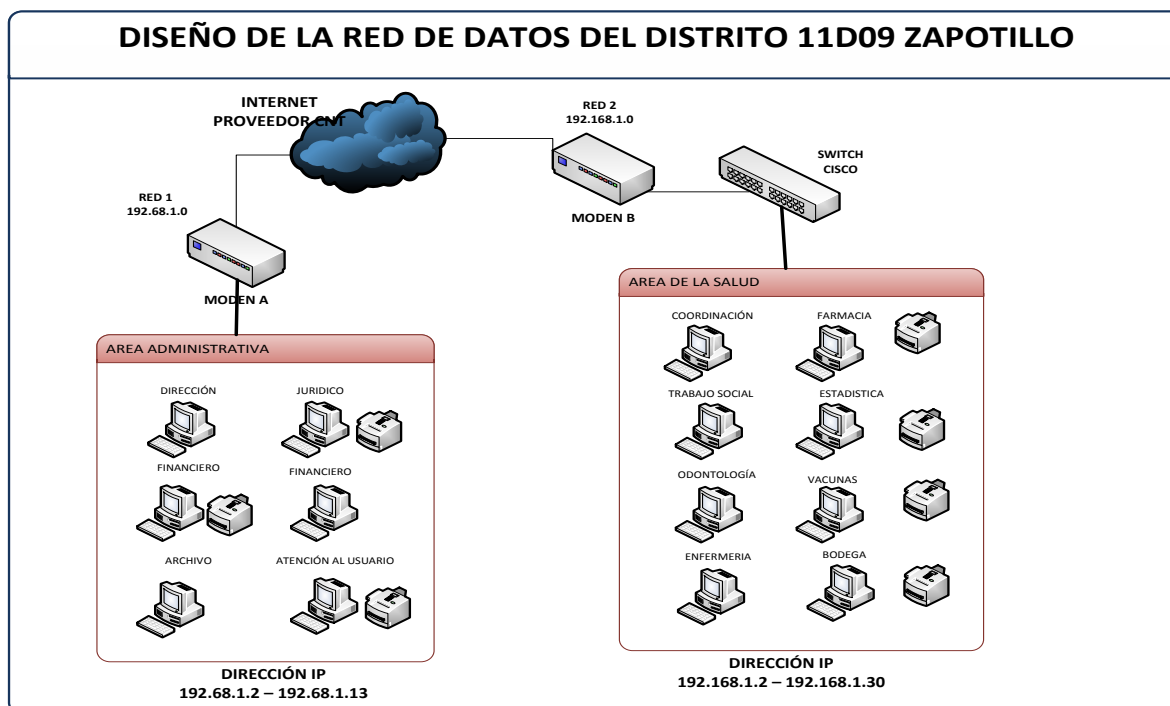 DISEÑO DE LA RED DE DATOS DEL DISTRITO 11D09 ZAPOTILLO
INTERNET
PROVEEDOR CNT
RED 2
192.168.1.0
SWITCH
CISCO
RED 1
192.68.1.0
MODEN B
MODEN A
AREA DE LA SALUD
COORDINACIÓN
FARMACIA
TRABAJO SOCIAL
ESTADISTICA
ODONTOLOGÍA
VACUNAS
ENFERMERIA
BODEGA
DIRECCIÓN IP
192.168.1.2 – 192.168.1.30
AREA ADMINISTRATIVA
DIRECCIÓN
JURIDICO
FINANCIERO
FINANCIERO
ARCHIVO
ATENCIÓN AL USUARIO
DIRECCIÓN IP
192.68.1.2 – 192.68.1.13